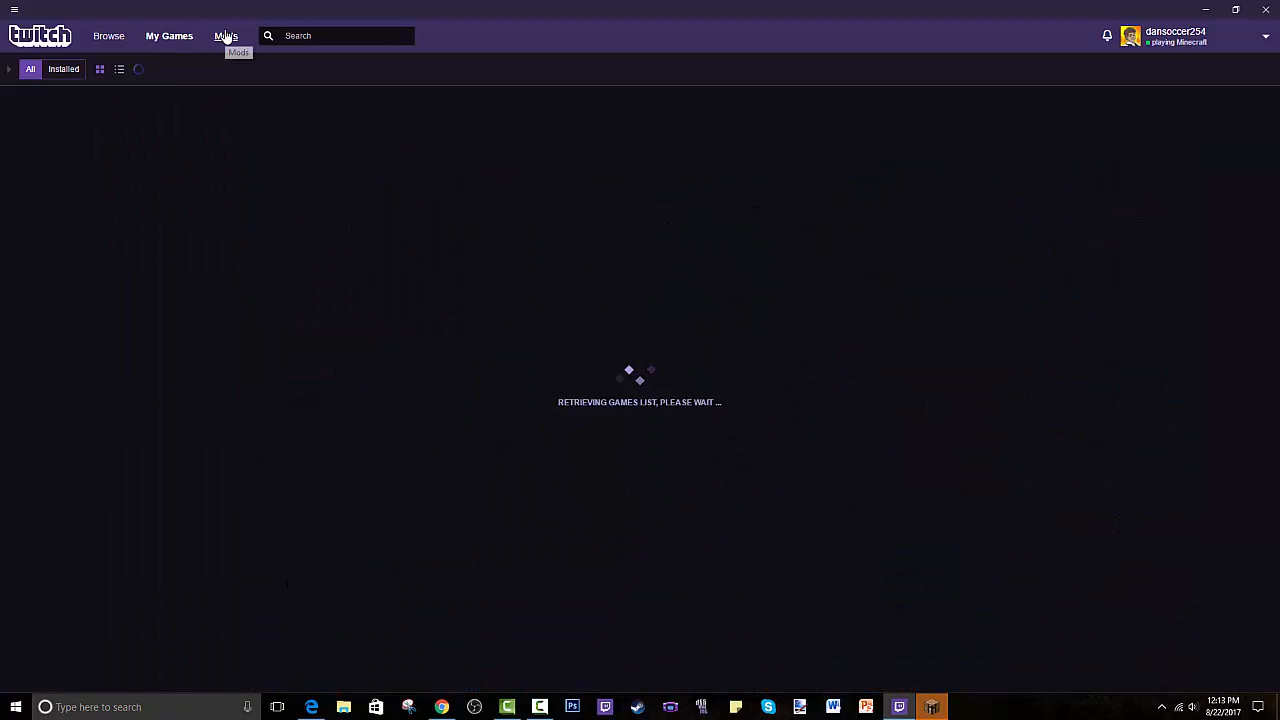 twitch Browse My Games Mods Search dansoccer254
playing Minecraft
Mods
All Installed
RETRIEVING GAMES LIST, PLEASE WAIT ...
Type here to search
12:13 PM
8/22/2017